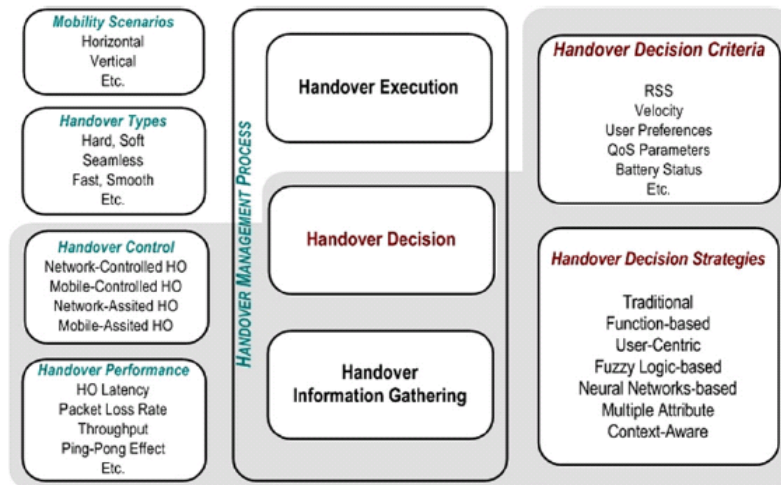 Mobility Scenarios
Horizontal
Vertical
Etc.
Handover Types
Hard, Soft
Seamless
Fast, Smooth
Etc.
Handover Control
Network-Controlled HO
Mobile-Controlled HO
Network-Assited HO
Mobile-Assited HO
Handover Performance
HO Latency
Packet Loss Rate
Throughput
Ping-Pong Effect
Etc.
HANDOVER MANAGEMENT PROCESS
Handover Execution
Handover Decision
Handover
Information Gathering
Handover Decision Criteria
RSS
Velocity
User Preferences
QoS Parameters
Battery Status
Etc.
Handover Decision Strategies
Traditional
Function-based
User-Centric
Fuzzy Logic-based
Neural Networks-based
Multiple Attribute
Context-Aware